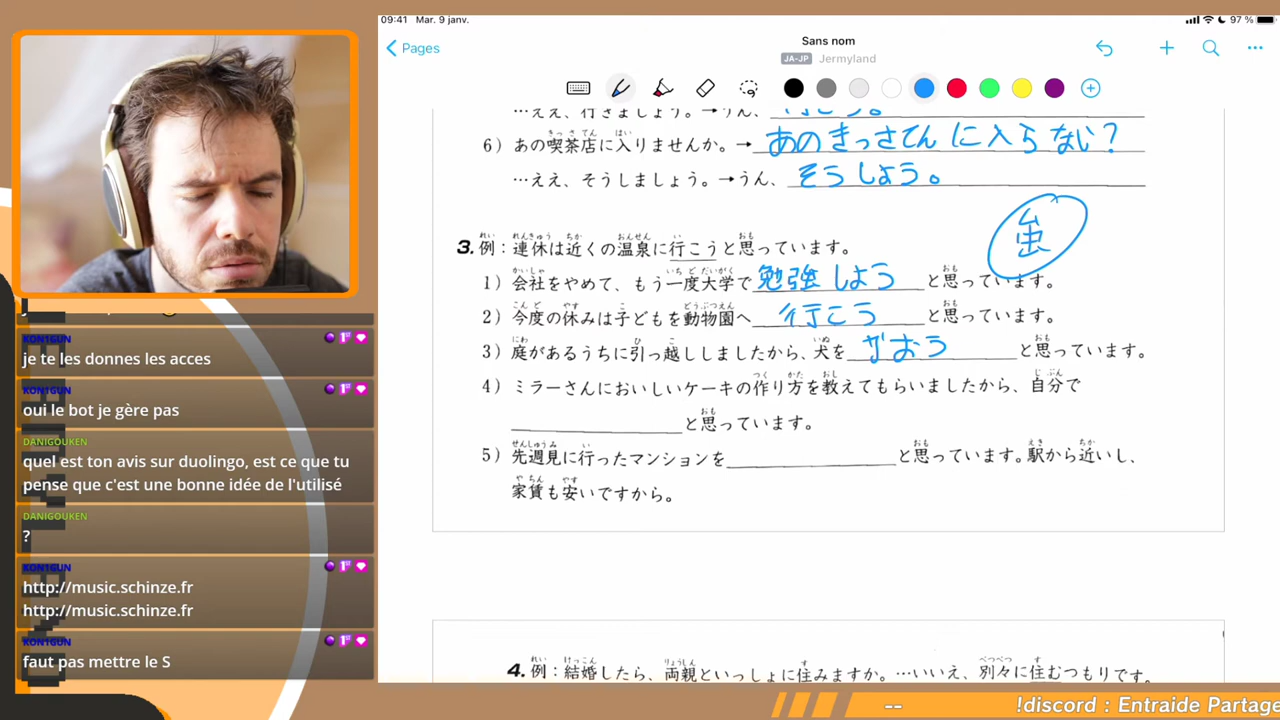 09:41 Mar. 9 janv.
97 %
Pages
Sans nom
JA-JP Jermyland
…ええ、行きましょう。→うん、行こう。
6）あの喫茶店に入りませんか。→ あのきっさてんに入らない？
…ええ、そうしましょう。→うん、そうしよう。
虫
3. 例：連休は近くの温泉に行こうと思っています。
1）会社をやめて、もう一度大学で 勉強しよう と思っています。
2）今度の休みは子どもを動物園へ 行こう と思っています。
3）庭があるうちに引っ越ししましたから、犬を がおう と思っています。
4）ミラーさんにおいしいケーキの作り方を教えてもらいましたから、自分で
と思っています。
5）先週見に行ったマンションを と思っています。駅から近いし、
家賃も安いですから。
4. 例：結婚したら、両親といっしょに住みますか。…いいえ、別々に住むつもりです。
KON1GUN
je te les donnes les acces
KON1GUN
oui le bot je gère pas
DANIGOUKEN
quel est ton avis sur duolingo, est ce que tu
pense que c'est une bonne idée de l'utilisé
DANIGOUKEN
?
KON1GUN
http://music.schinze.fr
http://music.schinze.fr
KON1GUN
faut pas mettre le S
-- !discord : Entraide Partage